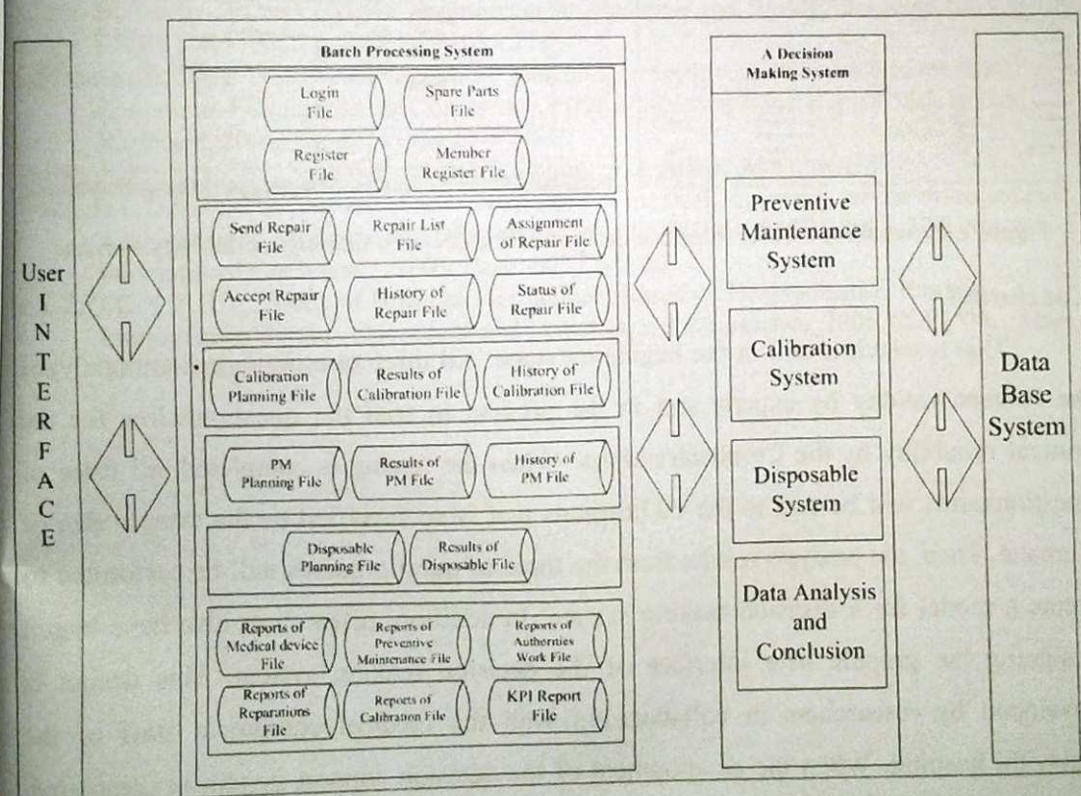 Batch Processing System
Login
File
Spare Parts
File
Register
File
Member
Register File
Send Repair
File
Repair List
File
Assignment
of Repair File
Accept Repair
File
History of
Repair File
Status of
Repair File
Calibration
Planning File
Results of
Calibration File
History of
Calibration File
PM
Planning File
Results of
PM File
History of
PM File
Disposable
Planning File
Results of
Disposable File
Reports of
Medical device
File
Reports of
Preventive
Maintenance File
Reports of
Authorities
Work File
Reports of
Reparations
File
Reports of
Calibration File
KPI Report
File
User
I
N
T
E
R
F
A
C
E
A Decision
Making System
Preventive
Maintenance
System
Calibration
System
Disposable
System
Data Analysis
and
Conclusion
Data
Base
System